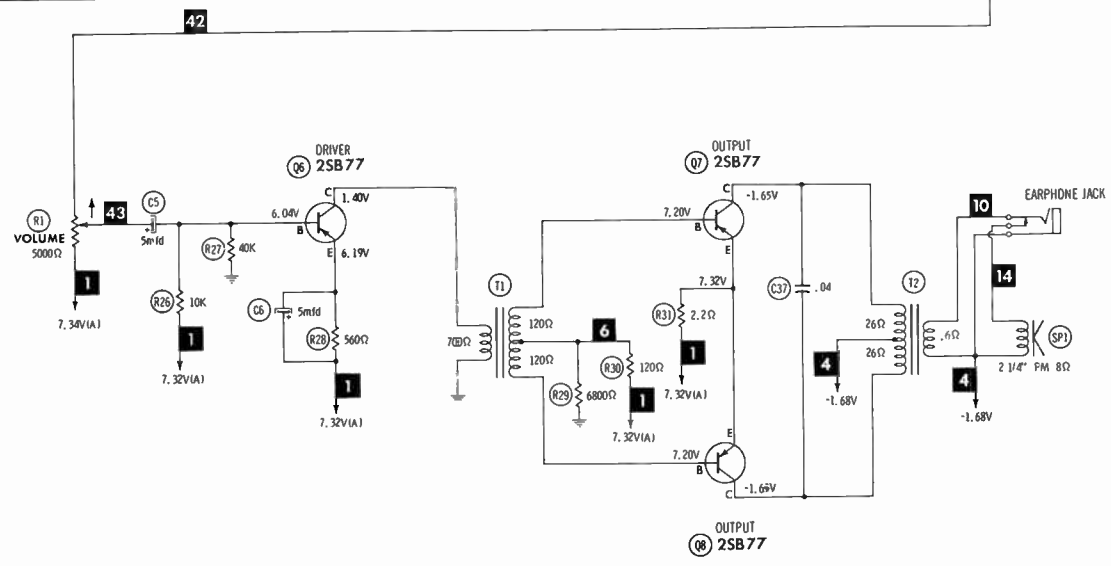 42
DRIVER
Q6 2SB77
C
1.40V
6.04V
B
E
6.19V
R1
VOLUME
5000Ω
43
C5
+
5mfd
R27
40K
1
7.34V(A)
R26
10K
1
7.32V(A)
C6
5mfd
+
R28
560Ω
1
7.32V(A)
T1
120Ω
120Ω
6
R29
6800Ω
R30
120Ω
1
7.32V(A)
OUTPUT
Q7 2SB77
C
-1.65V
7.20V
B
E
7.32V
R31
2.2Ω
1
7.32V(A)
C37
.04
E
7.20V
B
C
OUTPUT
Q8 2SB77
T2
26Ω
26Ω
.6Ω
4
-1.68V
10
EARPHONE JACK
14
SP1
2 1/4" PM 8Ω
4
-1.68V